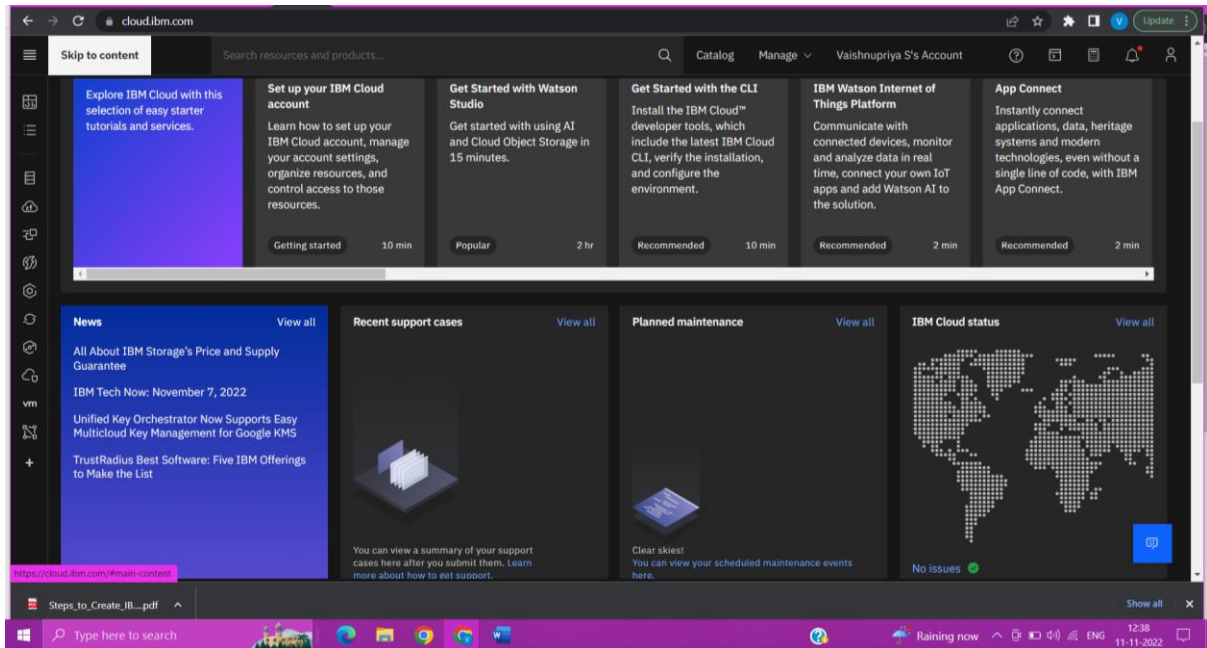 cloud.ibm.com
Update
Skip to content
Search resources and products...
Catalog
Manage
Vaishnupriya S's Account
Explore IBM Cloud with this
selection of easy starter
tutorials and services.
Set up your IBM Cloud
account
Learn how to set up your
IBM Cloud account, manage
your account settings,
organize resources, and
control access to those
resources.
Getting started
10 min
Get Started with Watson
Studio
Get started with using AI
and Cloud Object Storage in
15 minutes.
Popular
2 hr
Get Started with the CLI
Install the IBM Cloud™
developer tools, which
include the latest IBM Cloud
CLI, verify the installation,
and configure the
environment.
Recommended
10 min
IBM Watson Internet of
Things Platform
Communicate with
connected devices, monitor
and analyze data in real
time, connect your own IoT
apps and add Watson AI to
the solution.
Recommended
2 min
App Connect
Instantly connect
applications, data, heritage
systems and modern
technologies, even without a
single line of code, with IBM
App Connect.
Recommended
2 min
vm
News
View all
All About IBM Storage's Price and Supply
Guarantee
IBM Tech Now: November 7, 2022
Unified Key Orchestrator Now Supports Easy
Multicloud Key Management for Google KMS
TrustRadius Best Software: Five IBM Offerings
to Make the List
Recent support cases
View all
You can view a summary of your support
cases here after you submit them. Learn
more about how to get support.
Planned maintenance
View all
Clear skies!
You can view your scheduled maintenance events
here.
IBM Cloud status
View all
No issues
https://cloud.ibm.com/#main-content
Steps_to_Create_IB....pdf
Show all
Type here to search
Raining now
ENG
12:38
11-11-2022